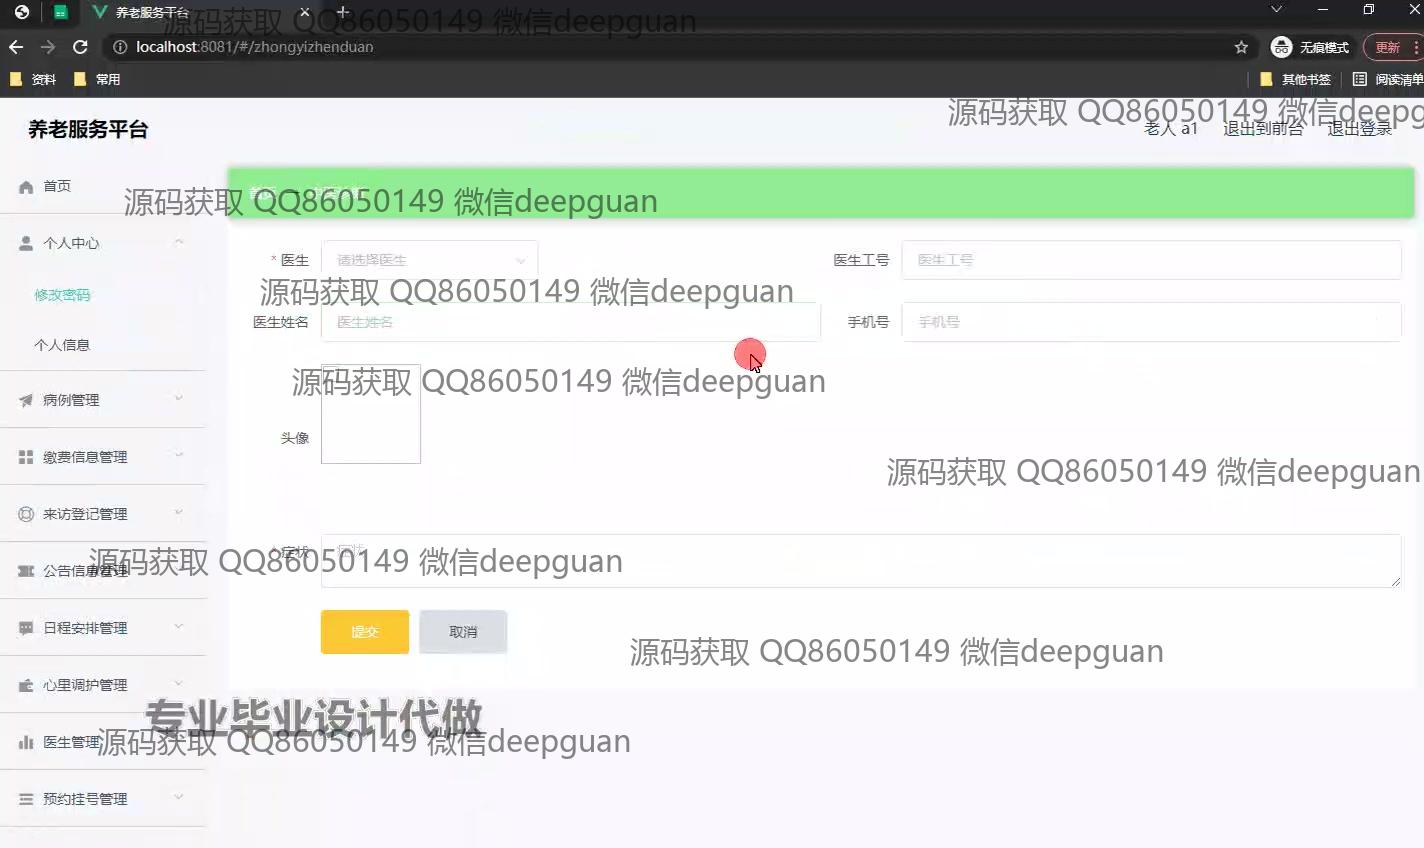 养老服务平台
源码获取 QQ86050149 微信deepguan
localhost:8081/#/zhongyizhenduan
无痕模式
更新
资料
常用
其他书签
阅读清单
养老服务平台
源码获取 QQ86050149 微信deepg
老人 a1
退出到前台
退出登录
首页
首页
源码获取 QQ86050149 微信deepguan
个人中心
* 医生
请选择医生
医生工号
医生工号
源码获取 QQ86050149 微信deepguan
修改密码
医生姓名
医生姓名
手机号
手机号
个人信息
源码获取 QQ86050149 微信deepguan
病例管理
头像
缴费信息管理
源码获取 QQ86050149 微信deepguan
来访登记管理
* 症状
症状
源码获取 QQ86050149 微信deepguan
公告信息管理
日程安排管理
提交
取消
源码获取 QQ86050149 微信deepguan
心里调护管理
专业毕业设计代做
医生管理
源码获取 QQ86050149 微信deepguan
预约挂号管理